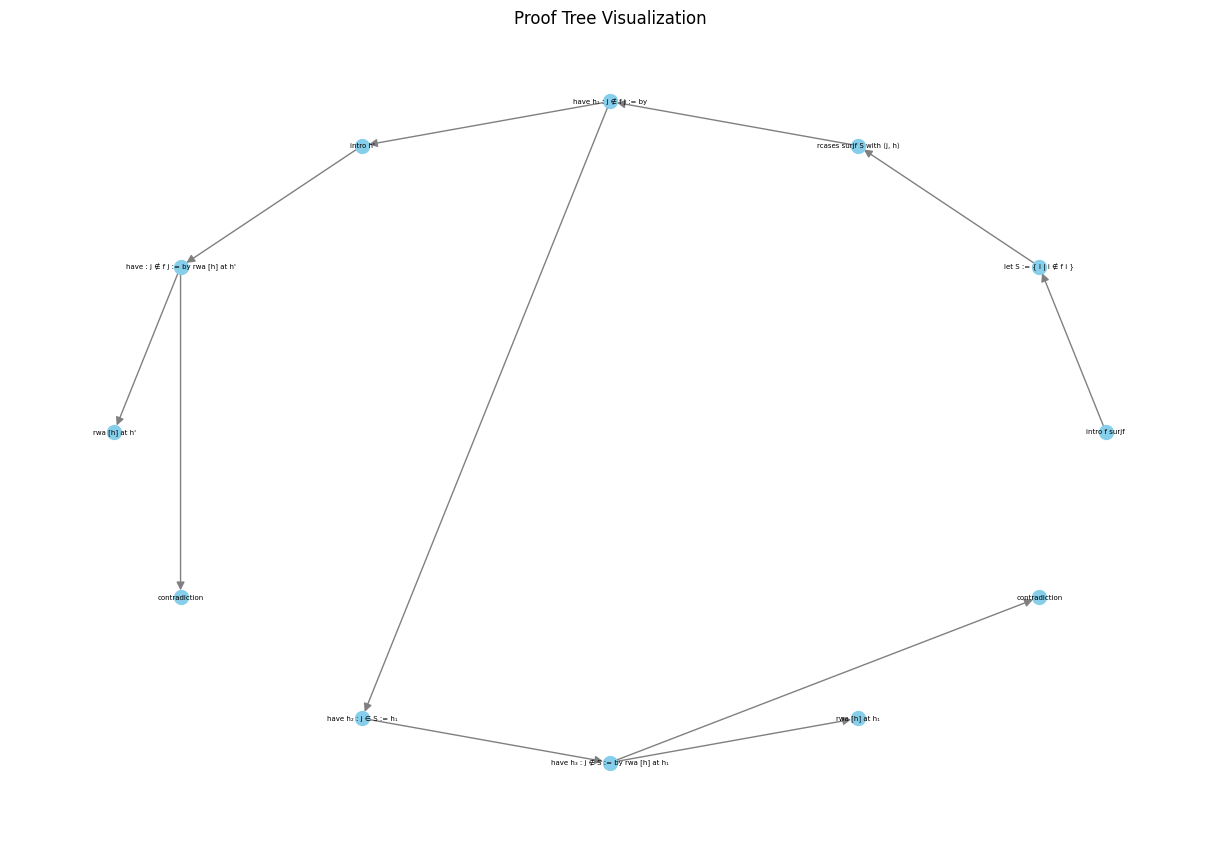 Proof Tree Visualization
have h₁ : j ∉ f j := by
intro h'
rcases surjf S with ⟨j, h⟩
have : j ∉ f j := by rwa [h] at h'
let S := { i | i ∉ f i }
rwa [h] at h'
intro f surjf
contradiction
contradiction
have h₂ : j ∈ S := h₁
rwa [h] at h₁
have h₃ : j ∉ S := by rwa [h] at h₁